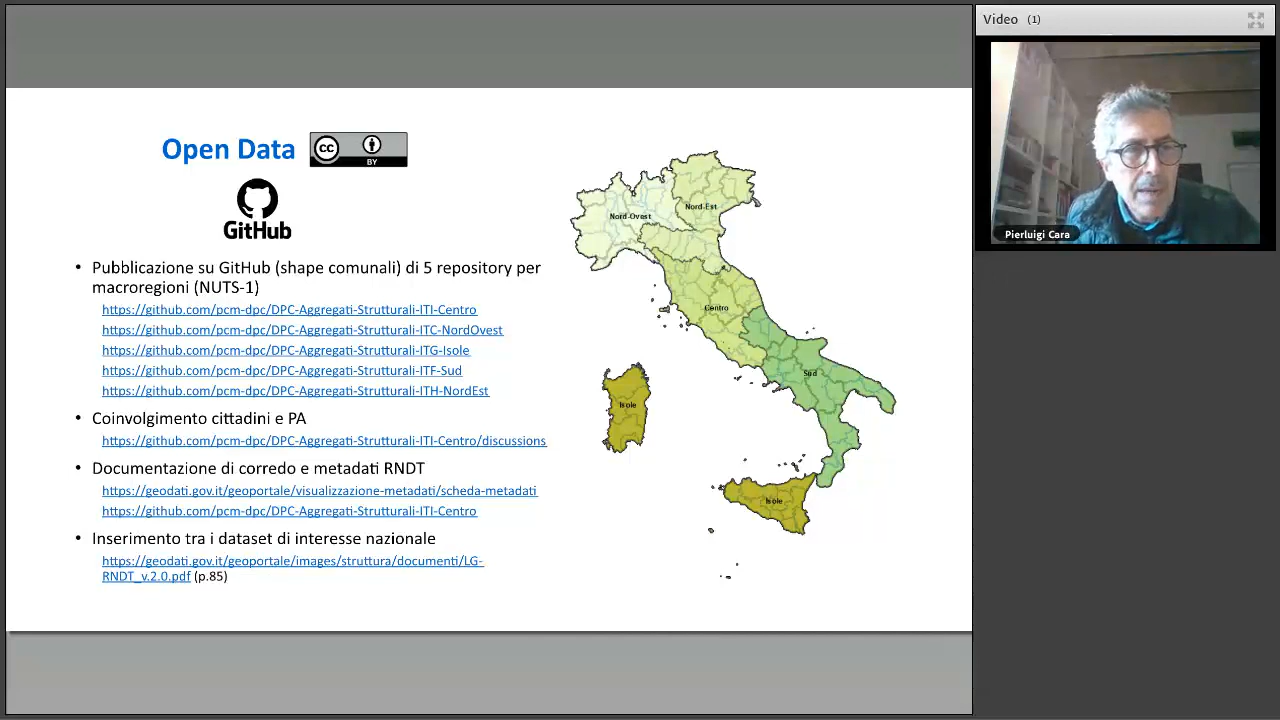 Video (1)
Pierluigi Cara
Open Data
CC
BY
GitHub
• Pubblicazione su GitHub (shape comunali) di 5 repository per
macroregioni (NUTS-1)
https://github.com/pcm-dpc/DPC-Aggregati-Strutturali-ITI-Centro
https://github.com/pcm-dpc/DPC-Aggregati-Strutturali-ITC-NordOvest
https://github.com/pcm-dpc/DPC-Aggregati-Strutturali-ITG-Isole
https://github.com/pcm-dpc/DPC-Aggregati-Strutturali-ITF-Sud
https://github.com/pcm-dpc/DPC-Aggregati-Strutturali-ITH-NordEst
• Coinvolgimento cittadini e PA
https://github.com/pcm-dpc/DPC-Aggregati-Strutturali-ITI-Centro/discussions
• Documentazione di corredo e metadati RNDT
https://geodati.gov.it/geoportale/visualizzazione-metadati/scheda-metadati
https://github.com/pcm-dpc/DPC-Aggregati-Strutturali-ITI-Centro
• Inserimento tra i dataset di interesse nazionale
https://geodati.gov.it/geoportale/images/struttura/documenti/LG-
RNDT_v.2.0.pdf (p.85)
Nord-Ovest
Nord-Est
Centro
Sud
Isole
Isole